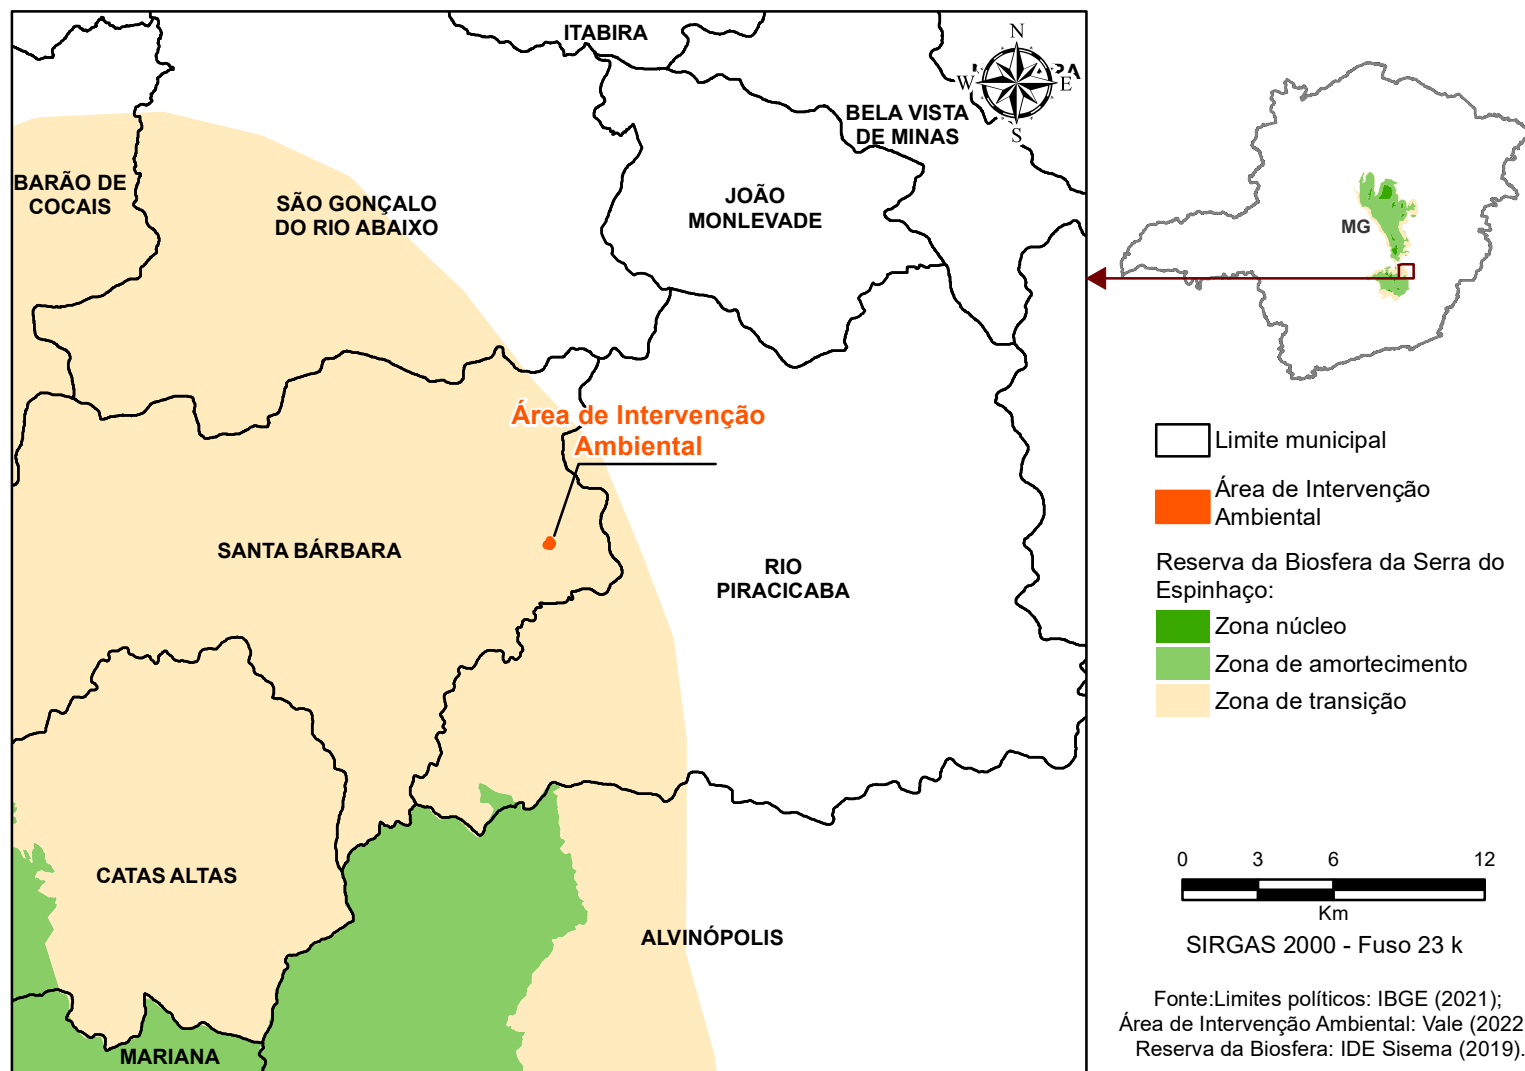 ITABIRA
N
W
E
S
PA
BELA VISTA
DE MINAS
BARÃO DE
COCAIS
SÃO GONÇALO
DO RIO ABAIXO
JOÃO
MONLEVADE
Área de Intervenção
Ambiental
SANTA BÁRBARA
RIO
PIRACICABA
CATAS ALTAS
ALVINÓPOLIS
MARIANA
MG
Limite municipal
Área de Intervenção
Ambiental
Reserva da Biosfera da Serra do
Espinhaço:
Zona núcleo
Zona de amortecimento
Zona de transição
0 3 6 12
Km
SIRGAS 2000 - Fuso 23 k
Fonte:Limites políticos: IBGE (2021);
Área de Intervenção Ambiental: Vale (2022
Reserva da Biosfera: IDE Sisema (2019).